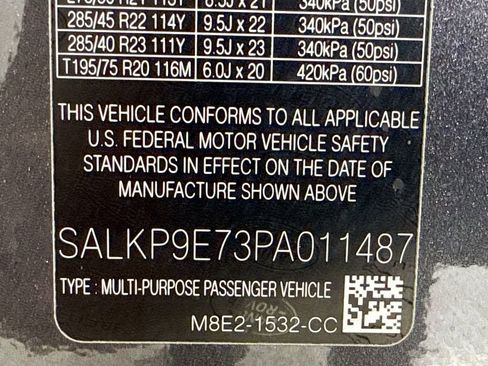 285/45 R22 114Y 9.5J x 22 340kPa (50psi)
285/40 R23 111Y 9.5J x 23 340kPa (50psi)
T195/75 R20 116M 6.0J x 20 420kPa (60psi)
THIS VEHICLE CONFORMS TO ALL APPLICABLE
U.S. FEDERAL MOTOR VEHICLE SAFETY
STANDARDS IN EFFECT ON THE DATE OF
MANUFACTURE SHOWN ABOVE
SALKP9E73PA011487
TYPE : MULTI-PURPOSE PASSENGER VEHICLE
M8E2-1532-CC